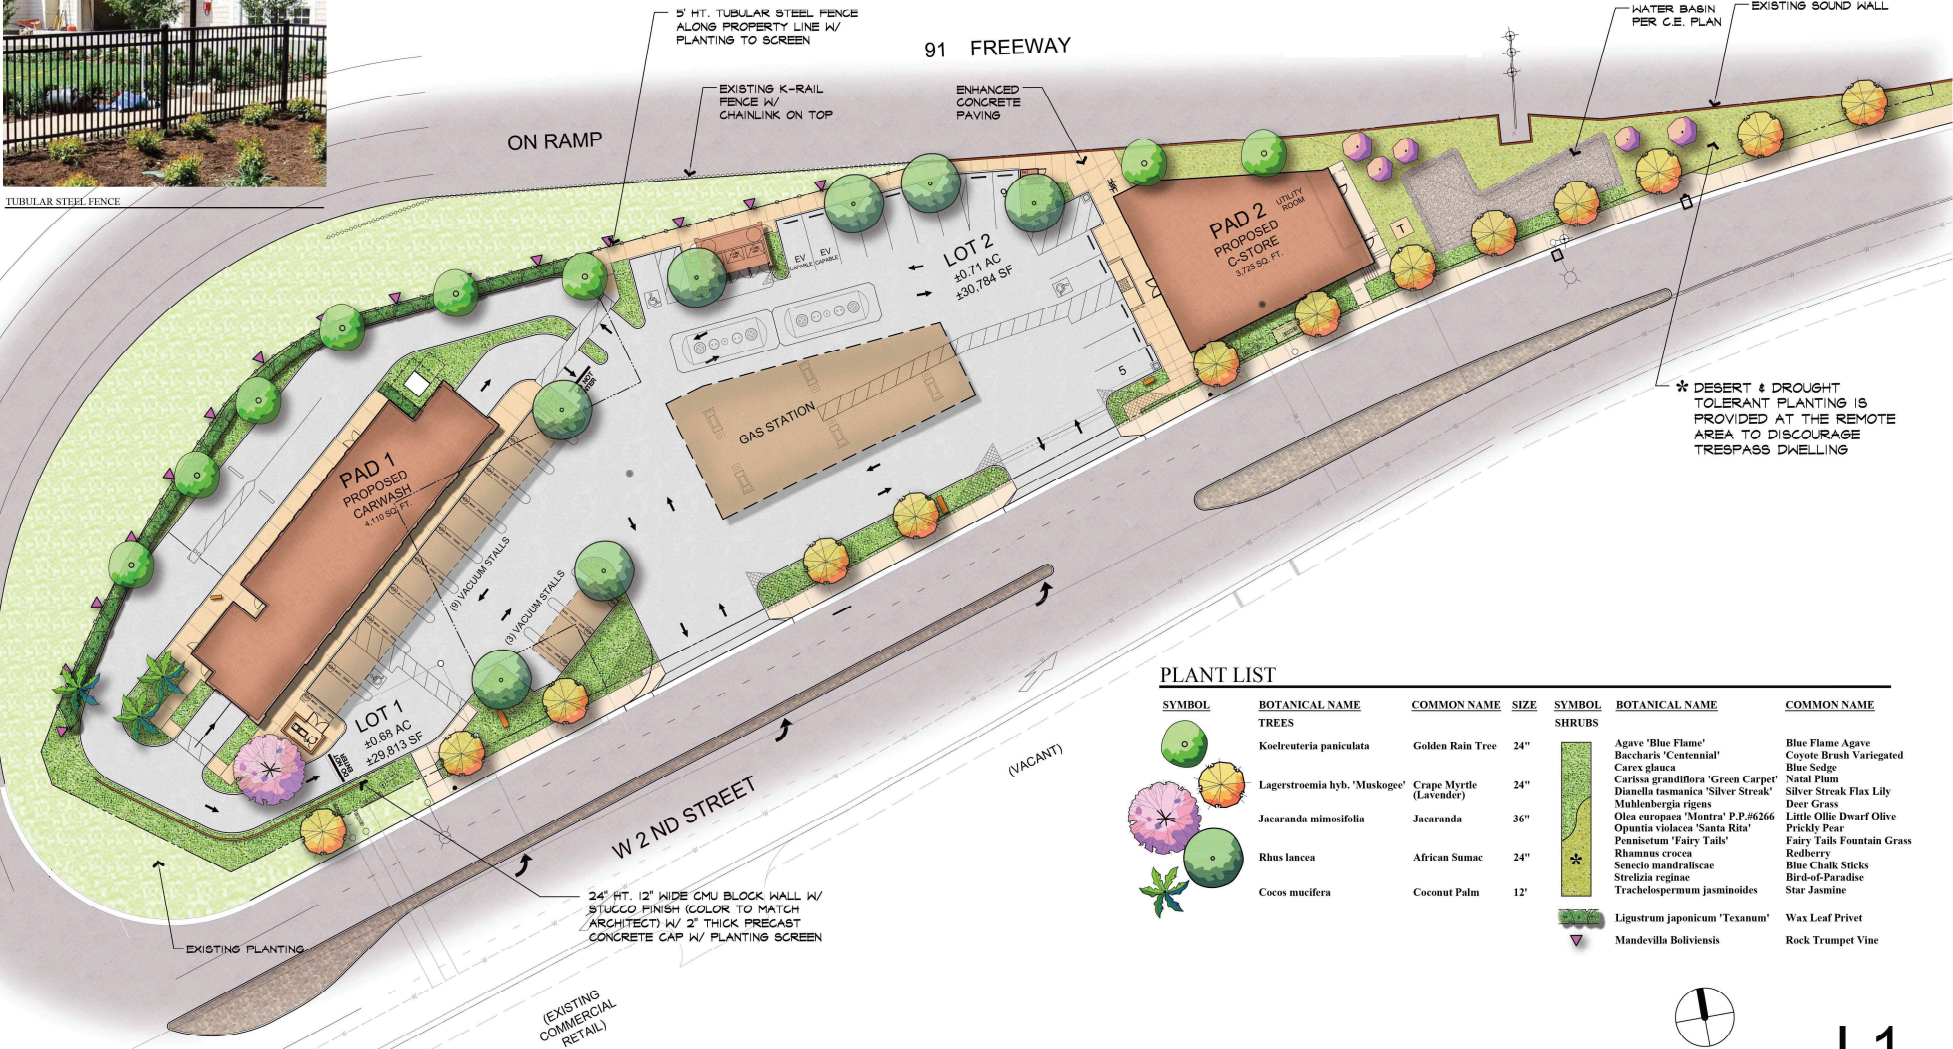 5' HT. TUBULAR STEEL FENCE
ALONG PROPERTY LINE W/
PLANTING TO SCREEN
91 FREEWAY
WATER BASIN
PER C.E. PLAN
EXISTING SOUND WALL
EXISTING K-RAIL
FENCE W/
CHAINLINK ON TOP
ENHANCED
CONCRETE
PAVING
ON RAMP
TUBULAR STEEL FENCE
PAD 2
PROPOSED
C-STORE
3,725 SQ. FT.
UTILITY
ROOM
T
9
EV
CAPABLE
EV
CAPABLE
LOT 2
±0.71 AC
±30,784 SF
5
GAS STATION
* DESERT & DROUGHT
TOLERANT PLANTING IS
PROVIDED AT THE REMOTE
AREA TO DISCOURAGE
TRESPASS DWELLING
PAD 1
PROPOSED
CARWASH
4,110 SQ. FT.
(9) VACUUM STALLS
(3) VACUUM STALLS
LOT 1
±0.68 AC
±29,813 SF
DO NOT
ENTER
W 2 ND STREET
(VACANT)
24" HT. 12" WIDE CMU BLOCK WALL W/
STUCCO FINISH (COLOR TO MATCH
ARCHITECT) W/ 2" THICK PRECAST
CONCRETE CAP W/ PLANTING SCREEN
EXISTING PLANTING
(EXISTING
COMMERCIAL
RETAIL)
PLANT LIST
SYMBOL BOTANICAL NAME COMMON NAME SIZE
TREES
Koelreuteria paniculata Golden Rain Tree 24"
Lagerstroemia hyb. 'Muskogee' Crape Myrtle 24"
(Lavender)
Jacaranda mimosifolia Jacaranda 36"
Rhus lancea African Sumac 24"
Cocos mucifera Coconut Palm 12'
SYMBOL BOTANICAL NAME COMMON NAME
SHRUBS
Agave 'Blue Flame' Blue Flame Agave
Baccharis 'Centennial' Coyote Brush Variegated
Carex glauca Blue Sedge
Carissa grandiflora 'Green Carpet' Natal Plum
Dianella tasmanica 'Silver Streak' Silver Streak Flax Lily
Muhlenbergia rigens Deer Grass
Olea europaea 'Montra' P.P.#6266 Little Ollie Dwarf Olive
Opuntia violacea 'Santa Rita' Prickly Pear
Pennisetum 'Fairy Tails' Fairy Tails Fountain Grass
* Rhamnus crocea Redberry
Senecio mandraliscae Blue Chalk Sticks
Strelizia reginae Bird-of-Paradise
Trachelospermum jasminoides Star Jasmine
Ligustrum japonicum 'Texanum' Wax Leaf Privet
Mandevilla Boliviensis Rock Trumpet Vine